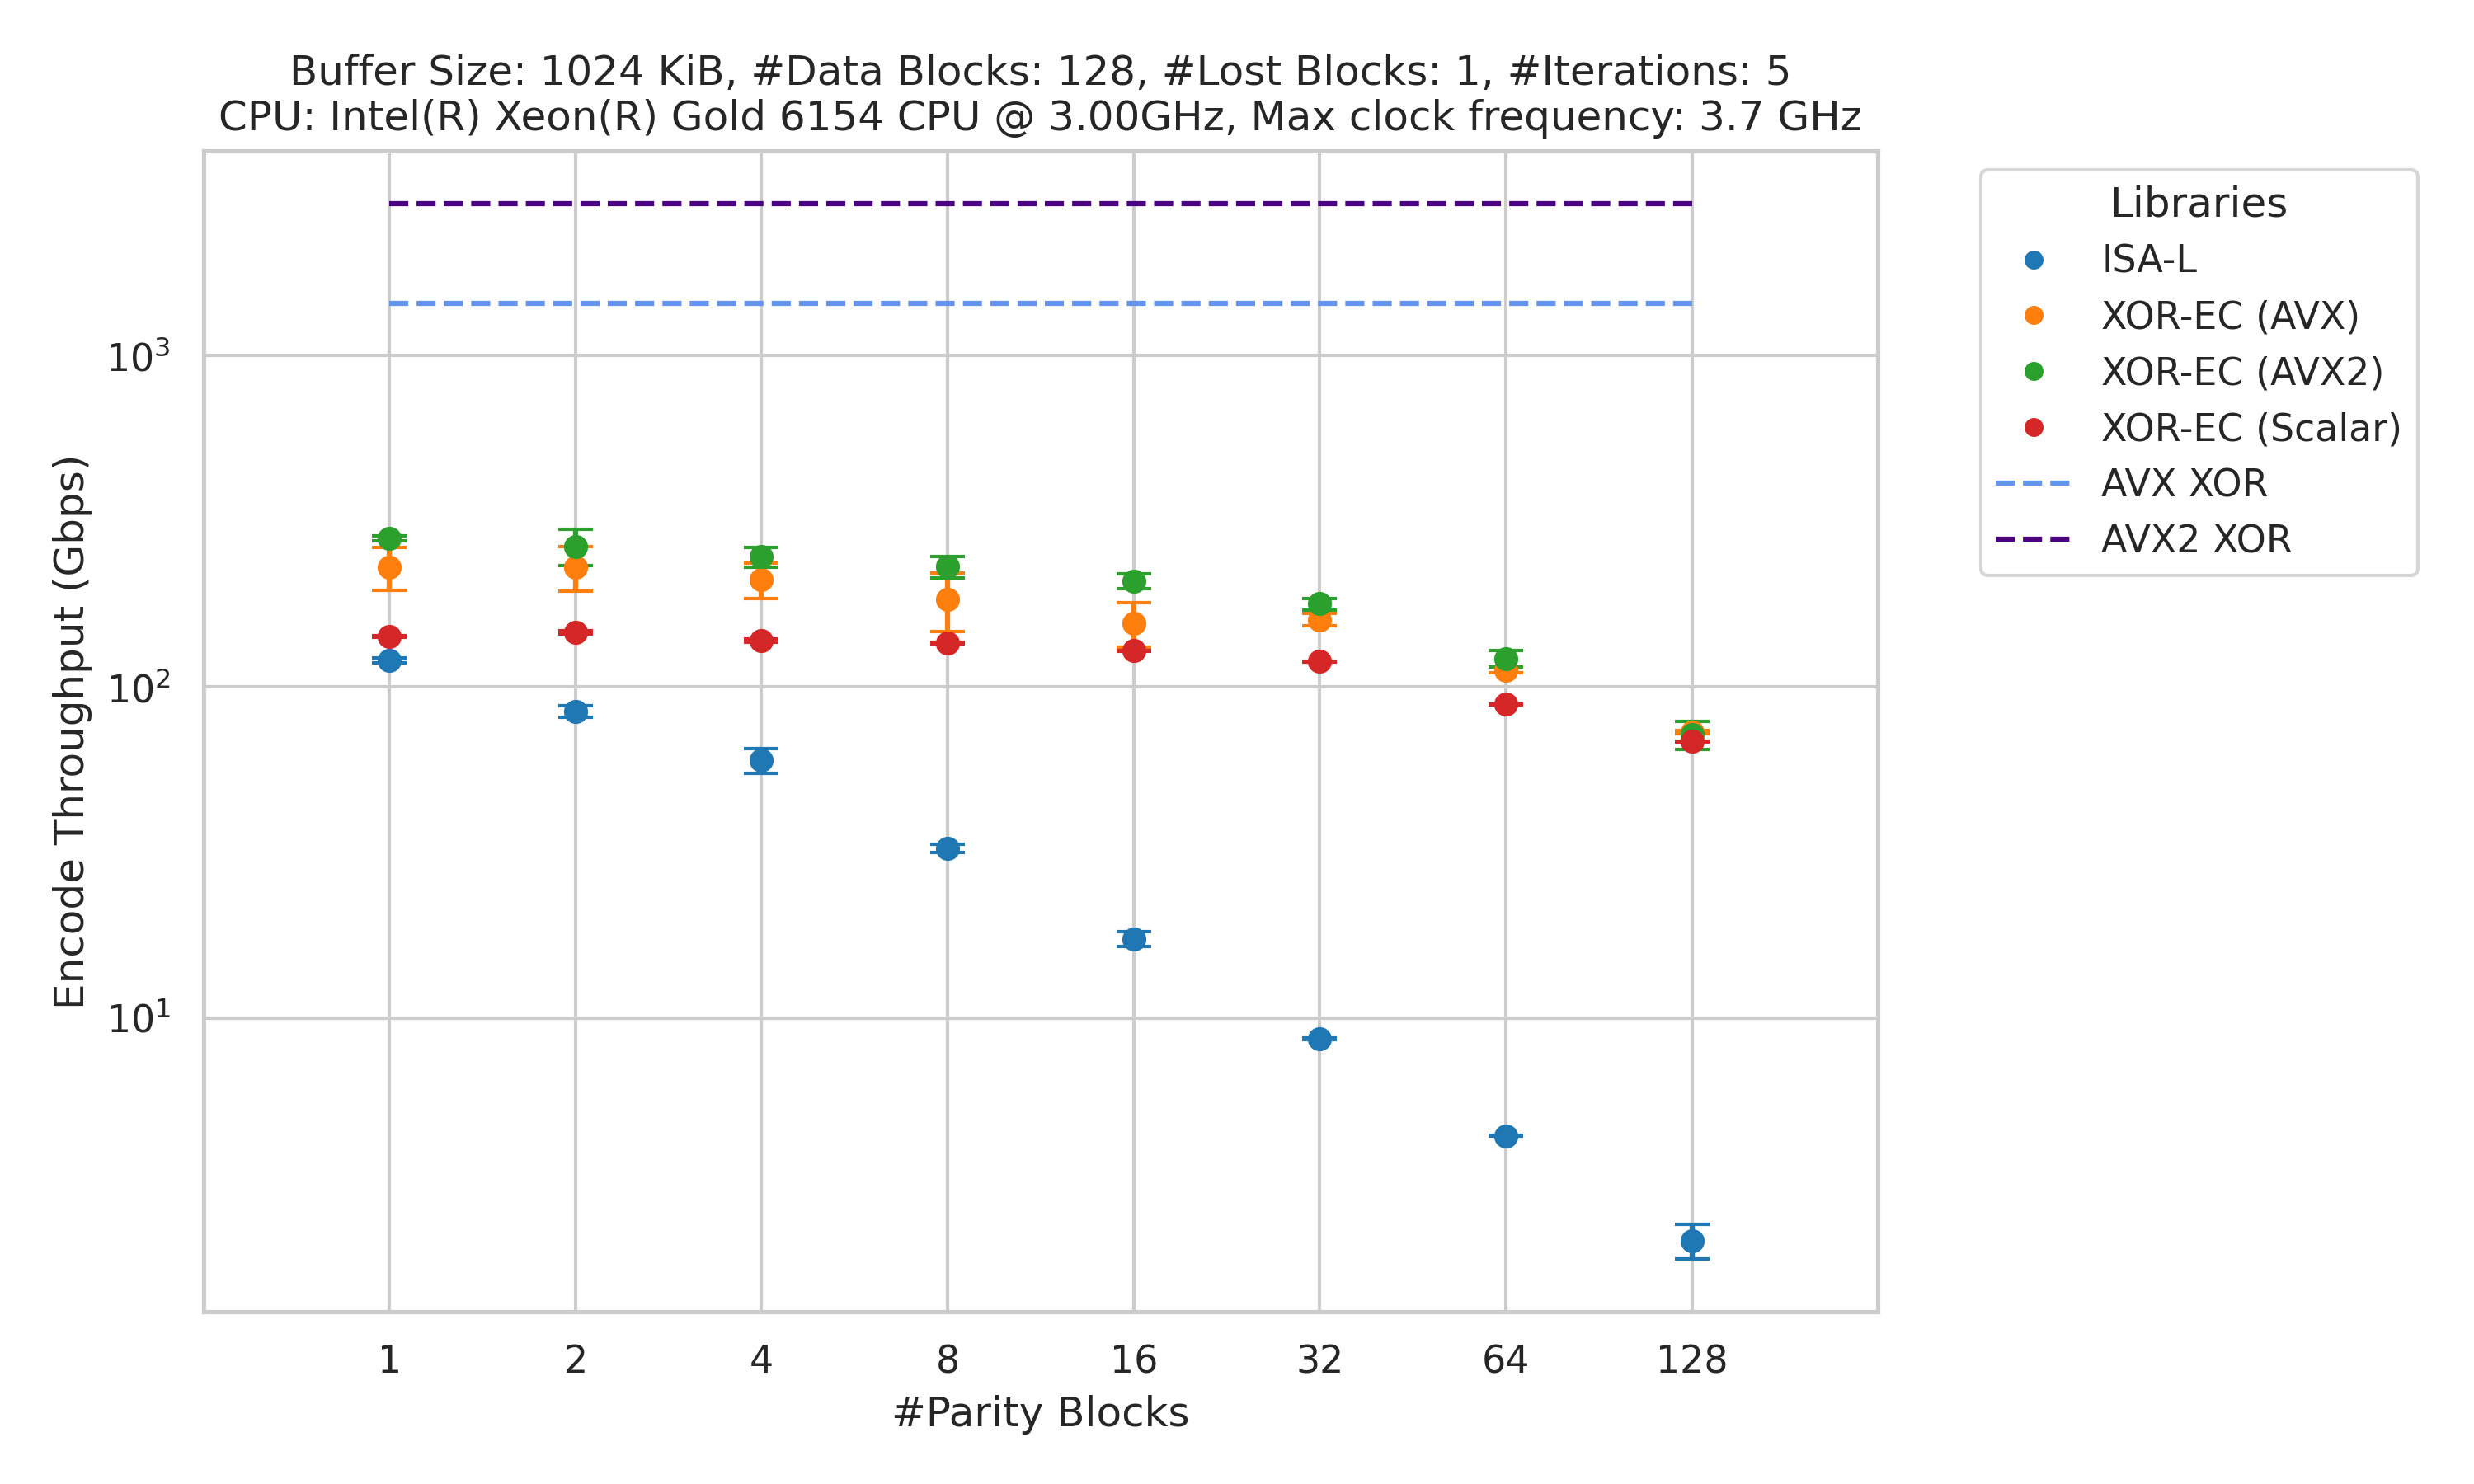 Buffer Size: 1024 KiB, #Data Blocks: 128, #Lost Blocks: 1, #Iterations: 5
CPU: Intel(R) Xeon(R) Gold 6154 CPU @ 3.00GHz, Max clock frequency: 3.7 GHz
Encode Throughput (Gbps)
10³
10²
10¹
1 2 4 8 16 32 64 128
#Parity Blocks
Libraries
ISA-L
XOR-EC (AVX)
XOR-EC (AVX2)
XOR-EC (Scalar)
AVX XOR
AVX2 XOR